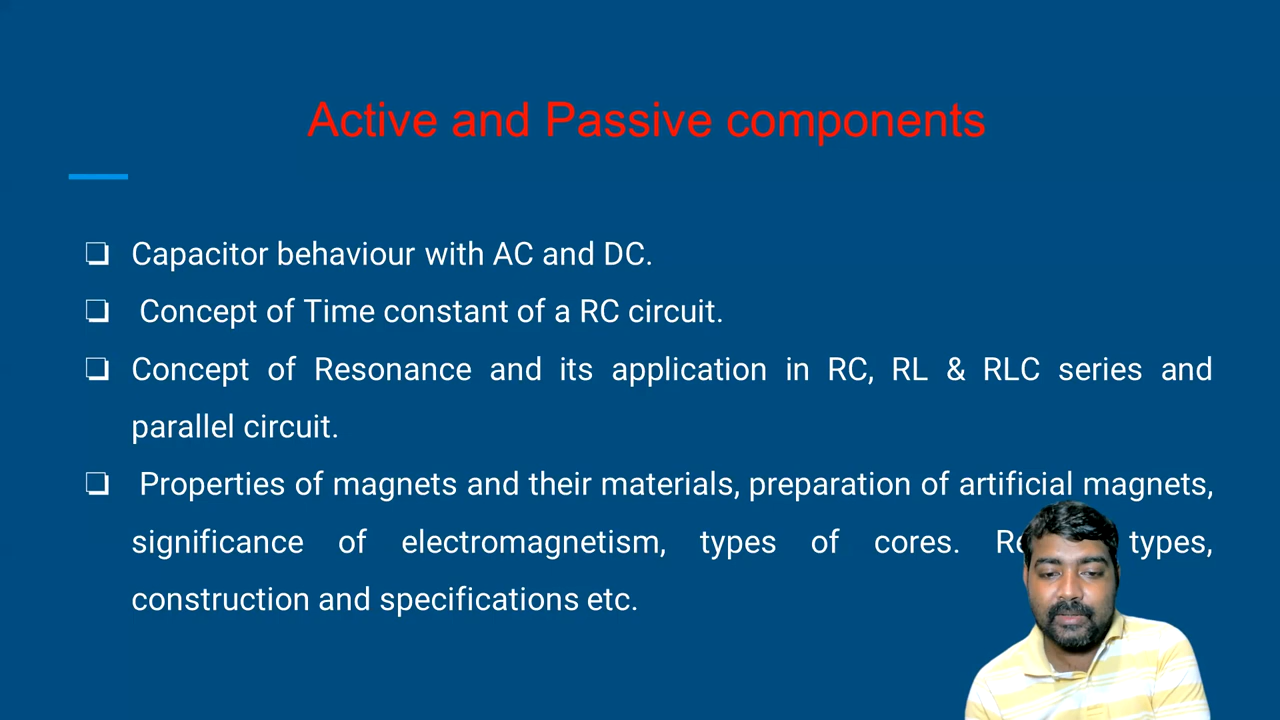 Active and Passive components
❏ Capacitor behaviour with AC and DC.
❏ Concept of Time constant of a RC circuit.
❏ Concept of Resonance and its application in RC, RL & RLC series and
parallel circuit.
❏ Properties of magnets and their materials, preparation of artificial magnets,
significance of electromagnetism, types of cores. types,
construction and specifications etc.